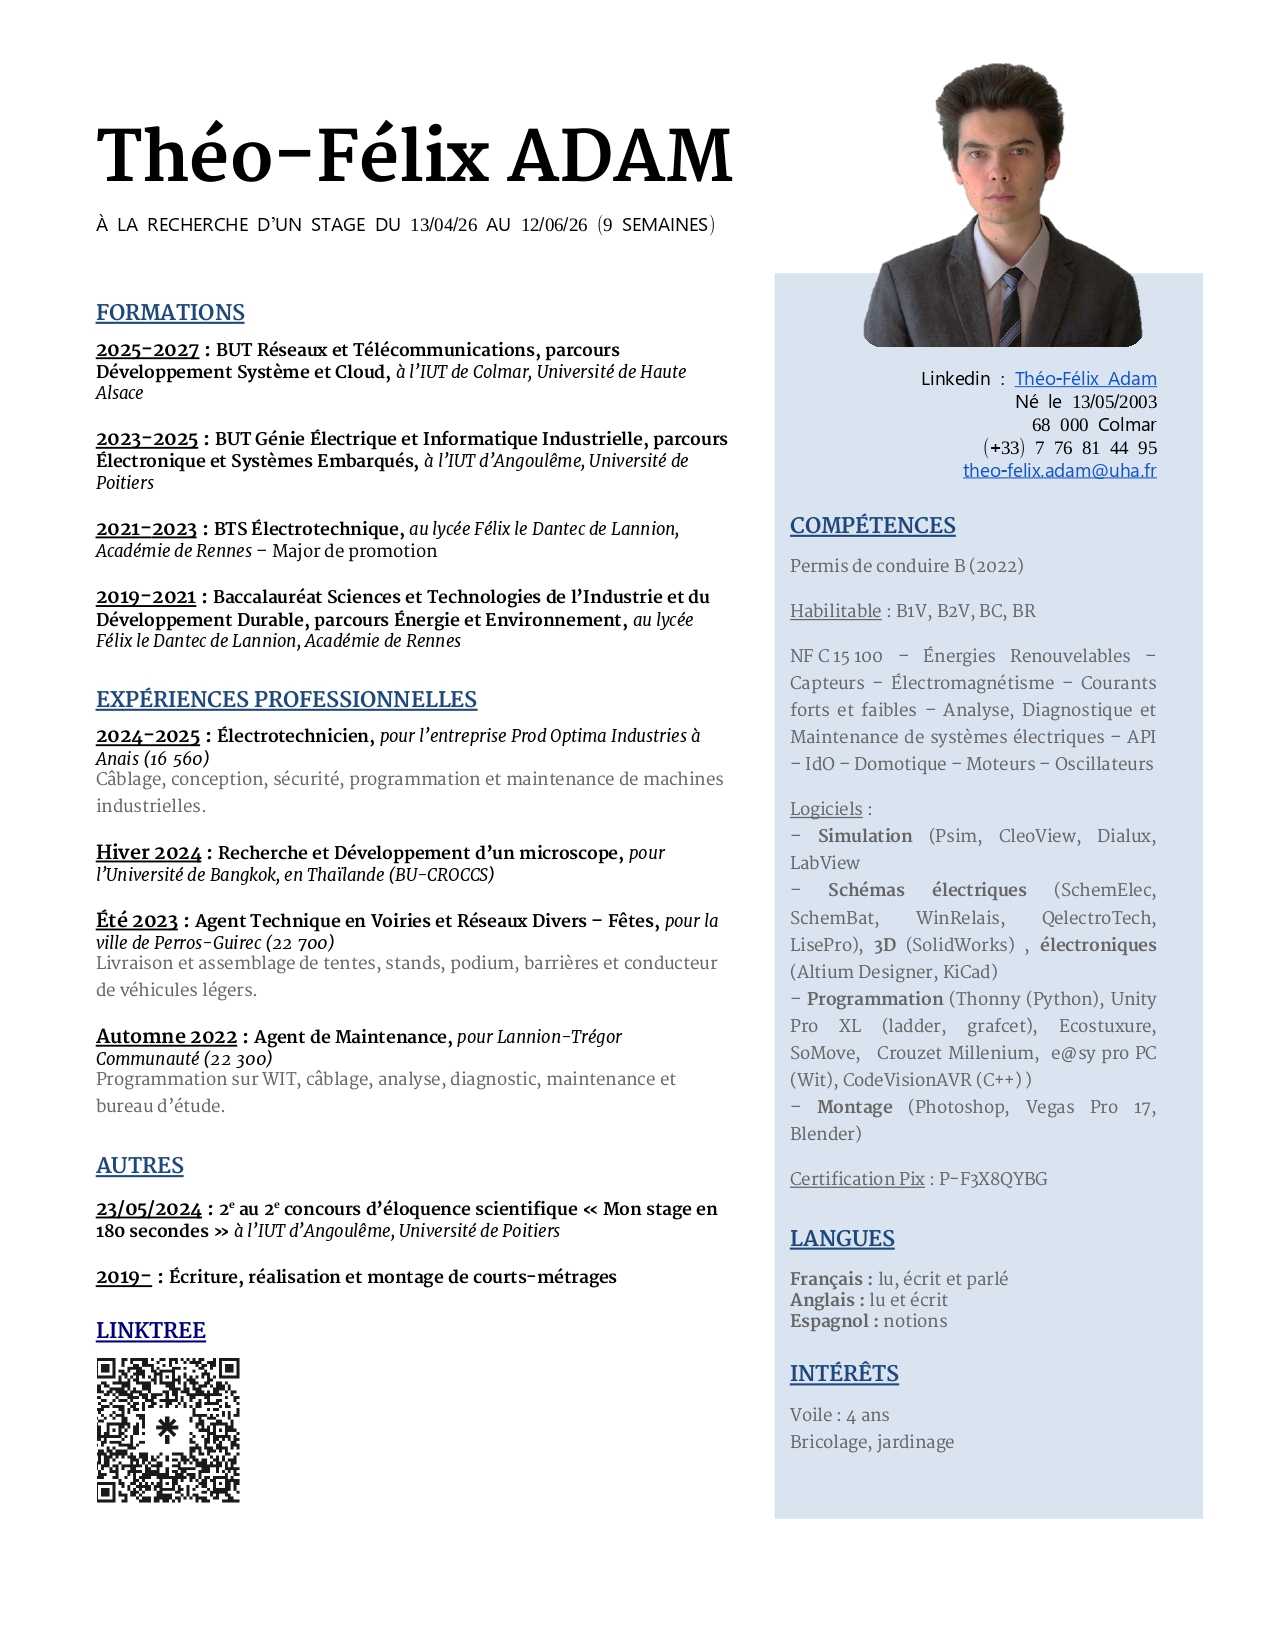 Théo-Félix ADAM
À LA RECHERCHE D'UN STAGE DU 13/04/26 AU 12/06/26 (9 SEMAINES)
FORMATIONS
2025-2027 : BUT Réseaux et Télécommunications, parcours
Développement Système et Cloud, à l'IUT de Colmar, Université de Haute
Alsace
2023-2025 : BUT Génie Électrique et Informatique Industrielle, parcours
Électronique et Systèmes Embarqués, à l'IUT d'Angoulême, Université de
Poitiers
2021-2023 : BTS Électrotechnique, au lycée Félix le Dantec de Lannion,
Académie de Rennes – Major de promotion
2019-2021 : Baccalauréat Sciences et Technologies de l'Industrie et du
Développement Durable, parcours Énergie et Environnement, au lycée
Félix le Dantec de Lannion, Académie de Rennes
EXPÉRIENCES PROFESSIONNELLES
2024-2025 : Électrotechnicien, pour l'entreprise Prod Optima Industries à
Anais (16 560)
Câblage, conception, sécurité, programmation et maintenance de machines
industrielles.
Hiver 2024 : Recherche et Développement d'un microscope, pour
l'Université de Bangkok, en Thaïlande (BU-CROCCS)
Été 2023 : Agent Technique en Voiries et Réseaux Divers – Fêtes, pour la
ville de Perros-Guirec (22 700)
Livraison et assemblage de tentes, stands, podium, barrières et conducteur
de véhicules légers.
Automne 2022 : Agent de Maintenance, pour Lannion-Trégor
Communauté (22 300)
Programmation sur WIT, câblage, analyse, diagnostic, maintenance et
bureau d'étude.
AUTRES
23/05/2024 : 2e au 2e concours d'éloquence scientifique « Mon stage en
180 secondes » à l'IUT d'Angoulême, Université de Poitiers
2019- : Écriture, réalisation et montage de courts-métrages
LINKTREE
Linkedin : Théo-Félix Adam
Né le 13/05/2003
68 000 Colmar
(+33) 7 76 81 44 95
theo-felix.adam@uha.fr
COMPÉTENCES
Permis de conduire B (2022)
Habilitable : B1V, B2V, BC, BR
NF C 15 100 – Énergies Renouvelables –
Capteurs – Électromagnétisme – Courants
forts et faibles – Analyse, Diagnostique et
Maintenance de systèmes électriques – API
– IdO – Domotique – Moteurs – Oscillateurs
Logiciels :
– Simulation (Psim, CleoView, Dialux,
LabView
– Schémas électriques (SchemElec,
SchemBat, WinRelais, QelectroTech,
LisePro), 3D (SolidWorks) , électroniques
(Altium Designer, KiCad)
– Programmation (Thonny (Python), Unity
Pro XL (ladder, grafcet), Ecostuxure,
SoMove, Crouzet Millenium, e@sy pro PC
(Wit), CodeVisionAVR (C++) )
– Montage (Photoshop, Vegas Pro 17,
Blender)
Certification Pix : P-F3X8QYBG
LANGUES
Français : lu, écrit et parlé
Anglais : lu et écrit
Espagnol : notions
INTÉRÊTS
Voile : 4 ans
Bricolage, jardinage